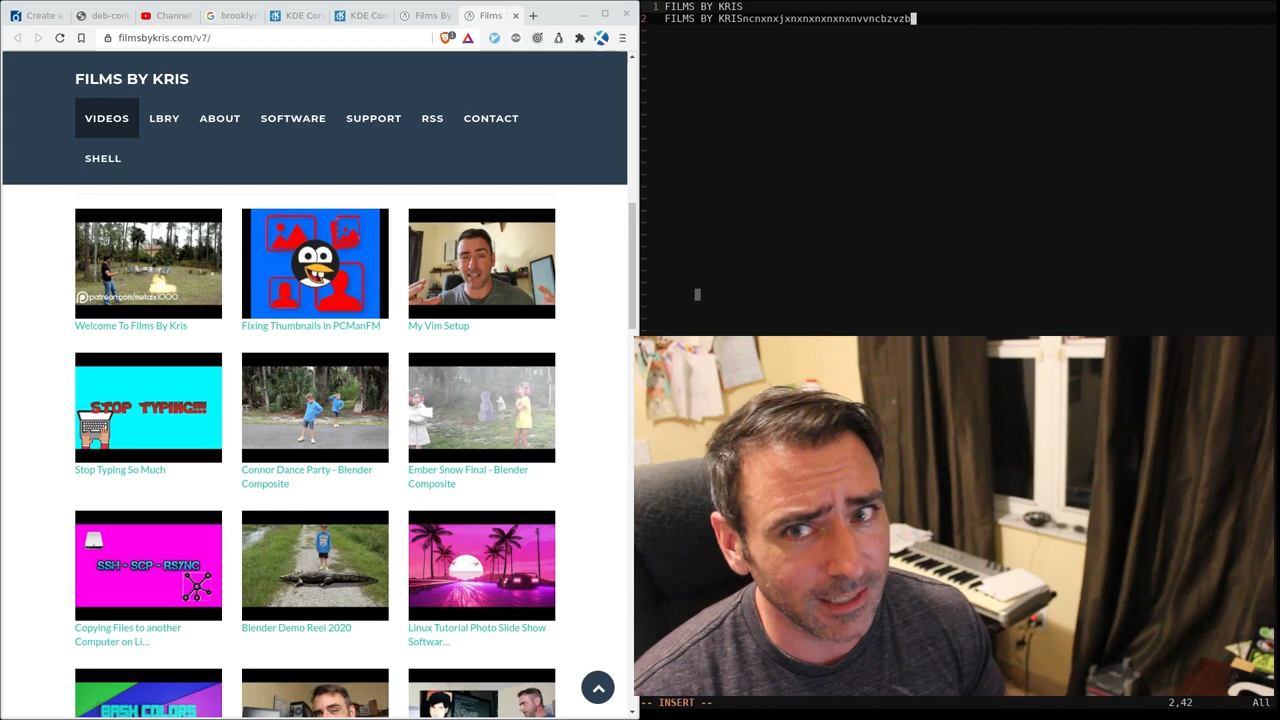 Create a
deb-cont
Channel
brooklyn
KDE Con
KDE Con
Films By
Films
filmsbykris.com/v7/
1
FILMS BY KRIS
VIDEOS LBRY ABOUT SOFTWARE SUPPORT RSS CONTACT
SHELL
patreon.com/metalx1000
Welcome To Films By Kris
Fixing Thumbnails in PCManFM
My Vim Setup
STOP TYPING!!!
Stop Typing So Much
Connor Dance Party - Blender
Composite
Ember Snow Final - Blender
Composite
SSH - SCP - RSYNC
Copying Files to another
Computer on Li...
Blender Demo Reel 2020
Linux Tutorial Photo Slide Show
Softwar...
BASH COLORS
1 FILMS BY KRIS
2 FILMS BY KRISncnxnxjxnxnxnxnxnxnvvncbzvzb
-- INSERT -- 2,42 All